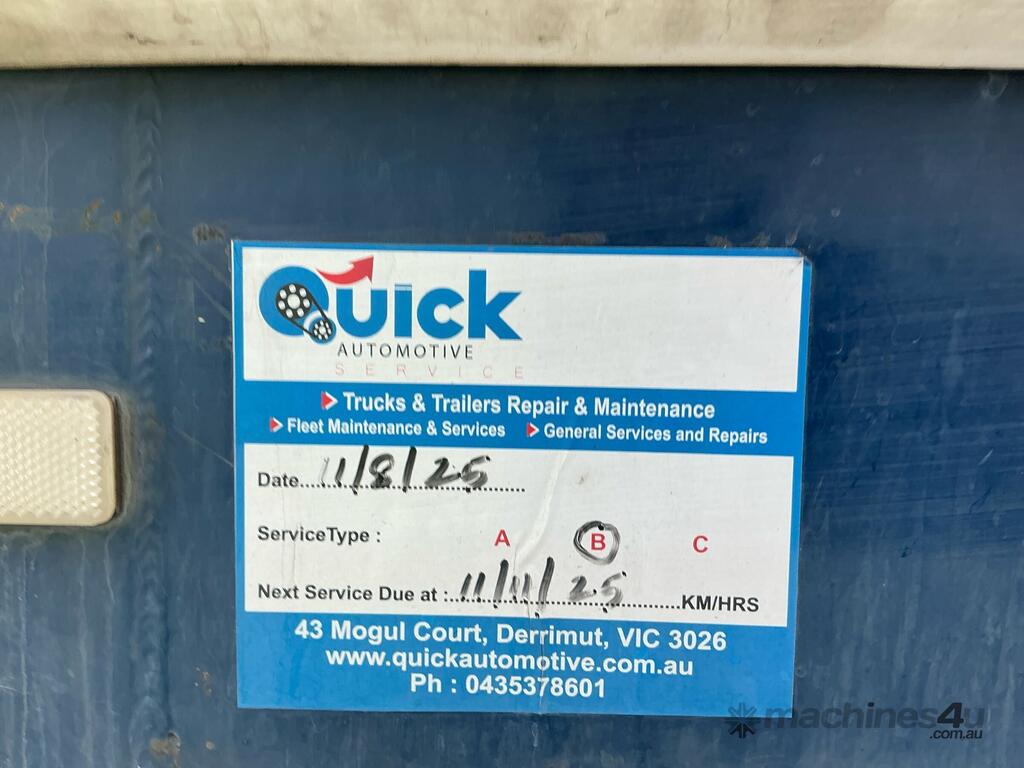 Quick
AUTOMOTIVE
SERVICE
Trucks & Trailers Repair & Maintenance
Fleet Maintenance & Services General Services and Repairs
Date....11/8/25....
Service Type : A B C
Next Service Due at :..11/11/25......KM/HRS
43 Mogul Court, Derrimut, VIC 3026
www.quickautomotive.com.au
Ph : 0435378601
machines4u
.com.au